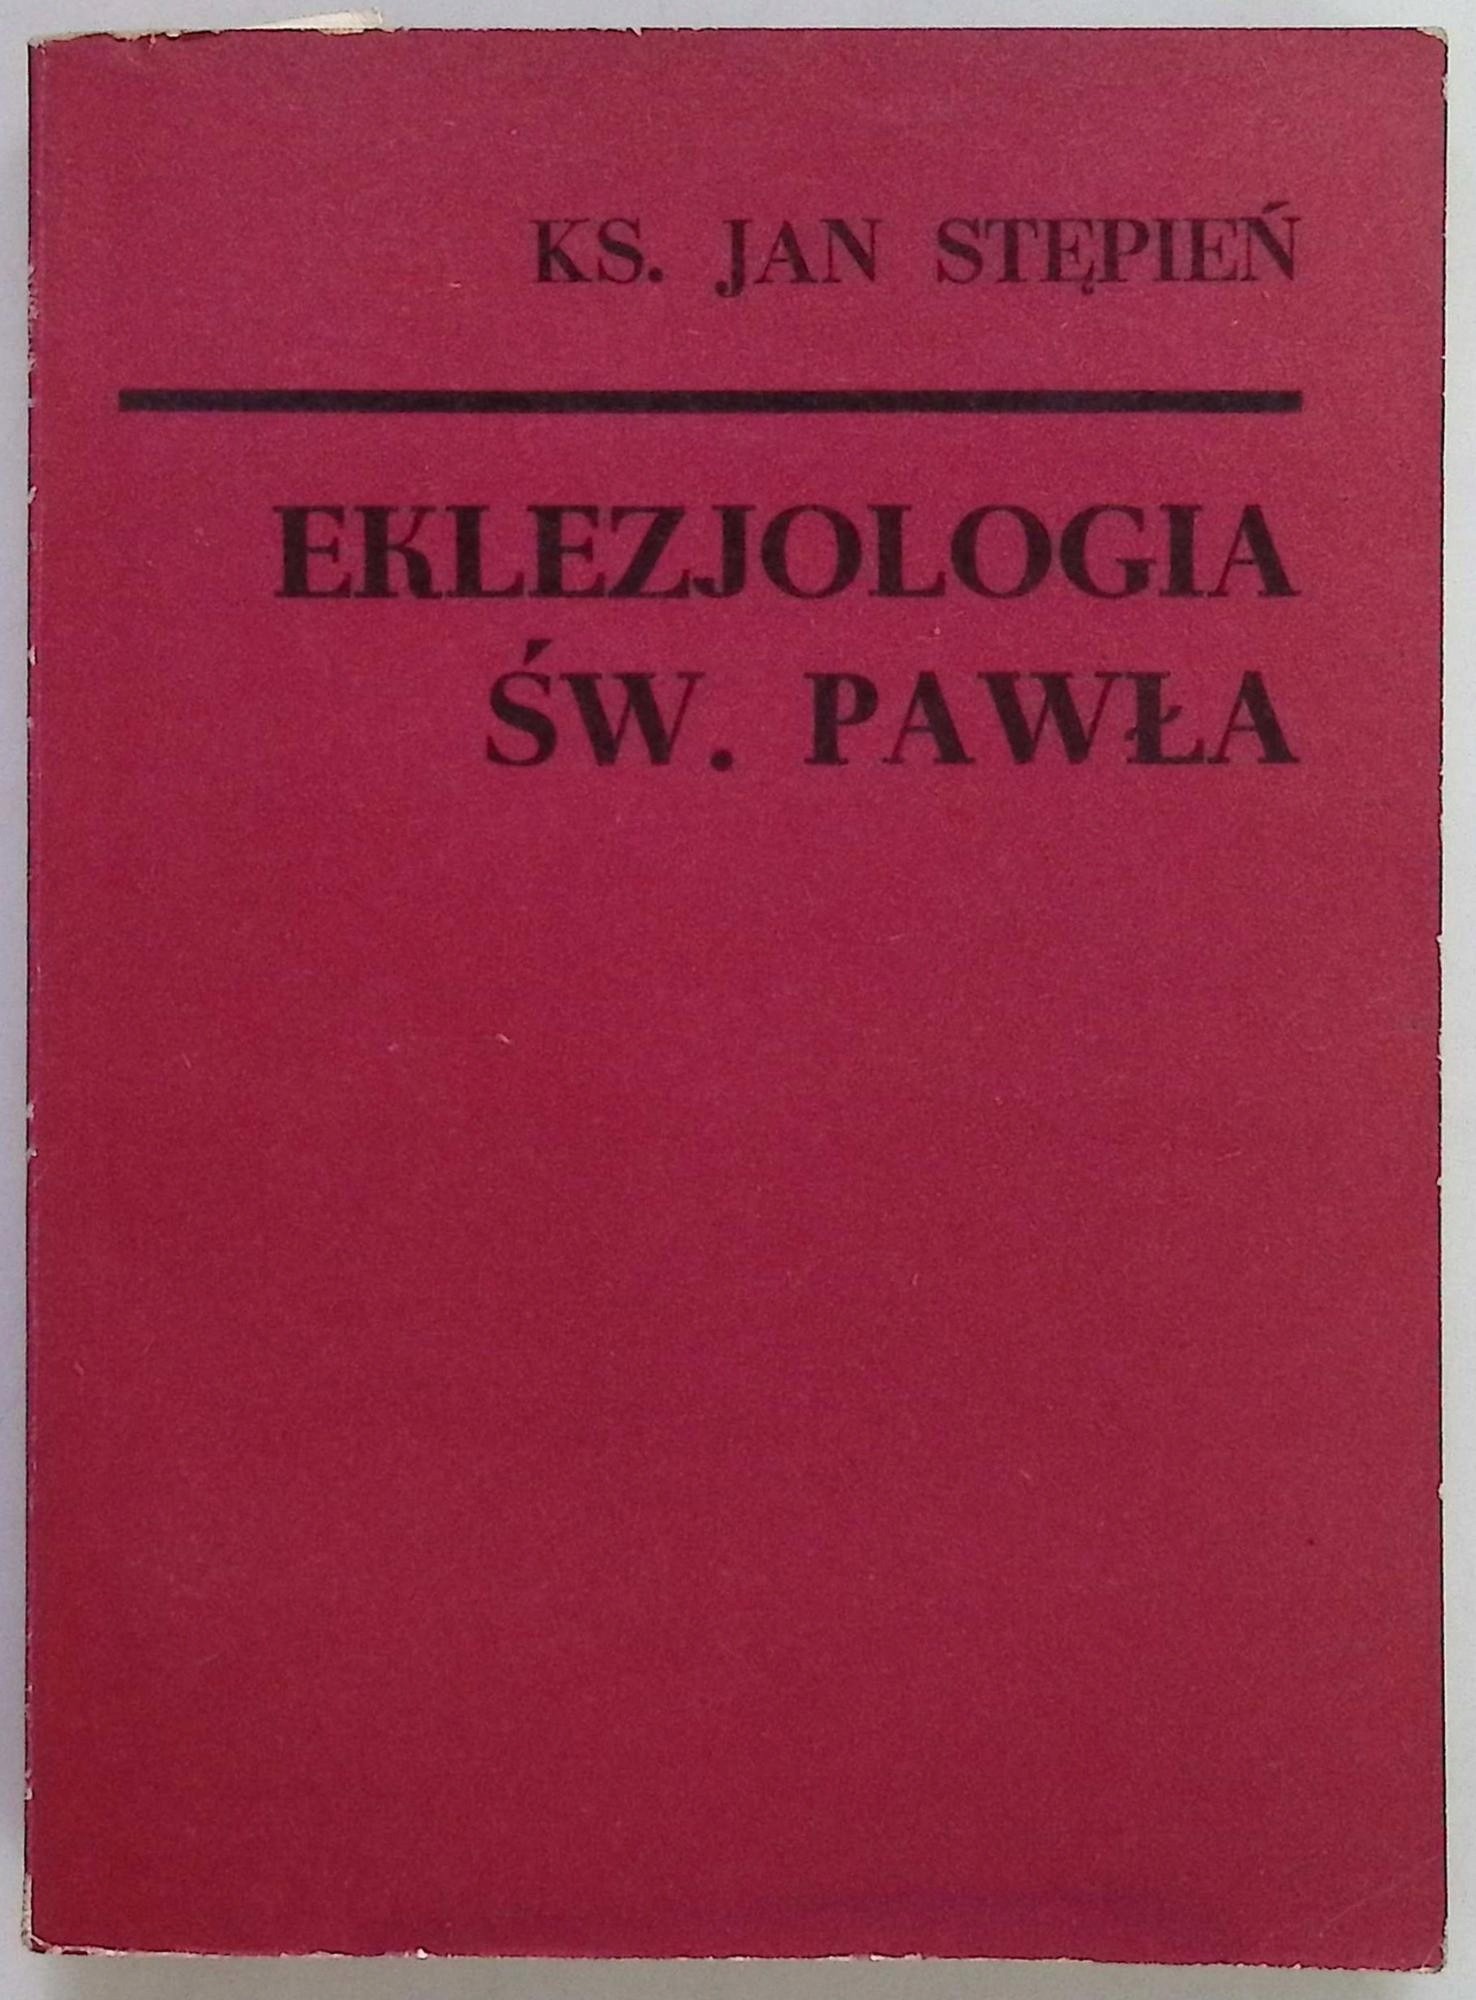 KS. JAN STĘPIEŃ
EKLEZJOLOGIA
ŚW. PAWŁA